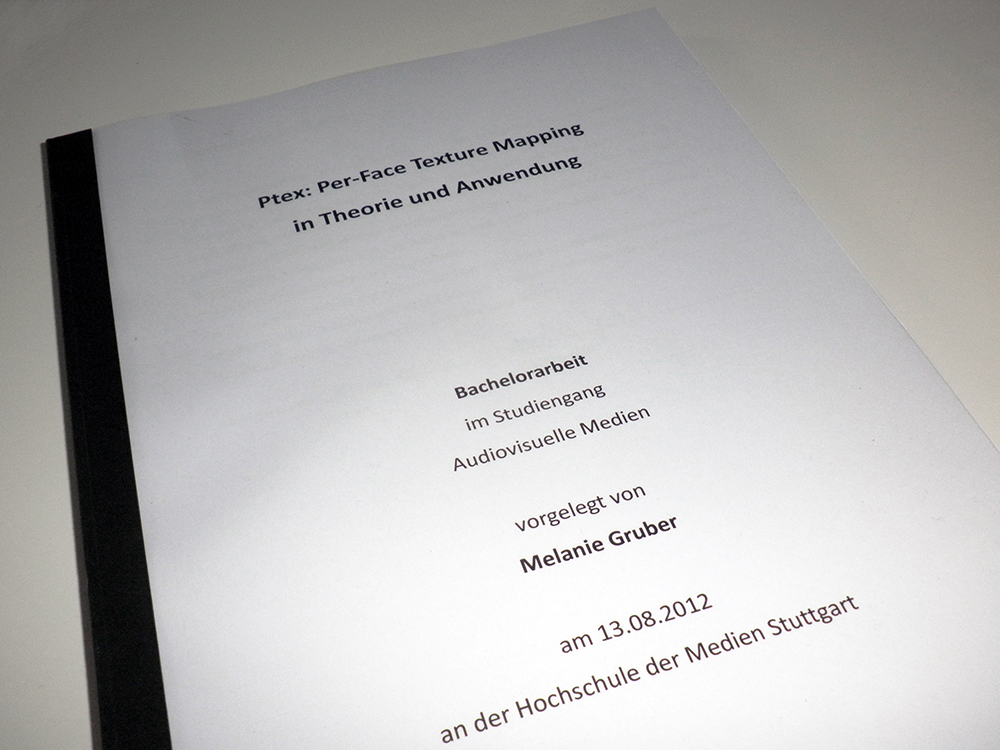 Ptex: Per-Face Texture Mapping
in Theorie und Anwendung
Bachelorarbeit
im Studiengang
Audiovisuelle Medien
vorgelegt von
Melanie Gruber
am 13.08.2012
an der Hochschule der Medien Stuttgart